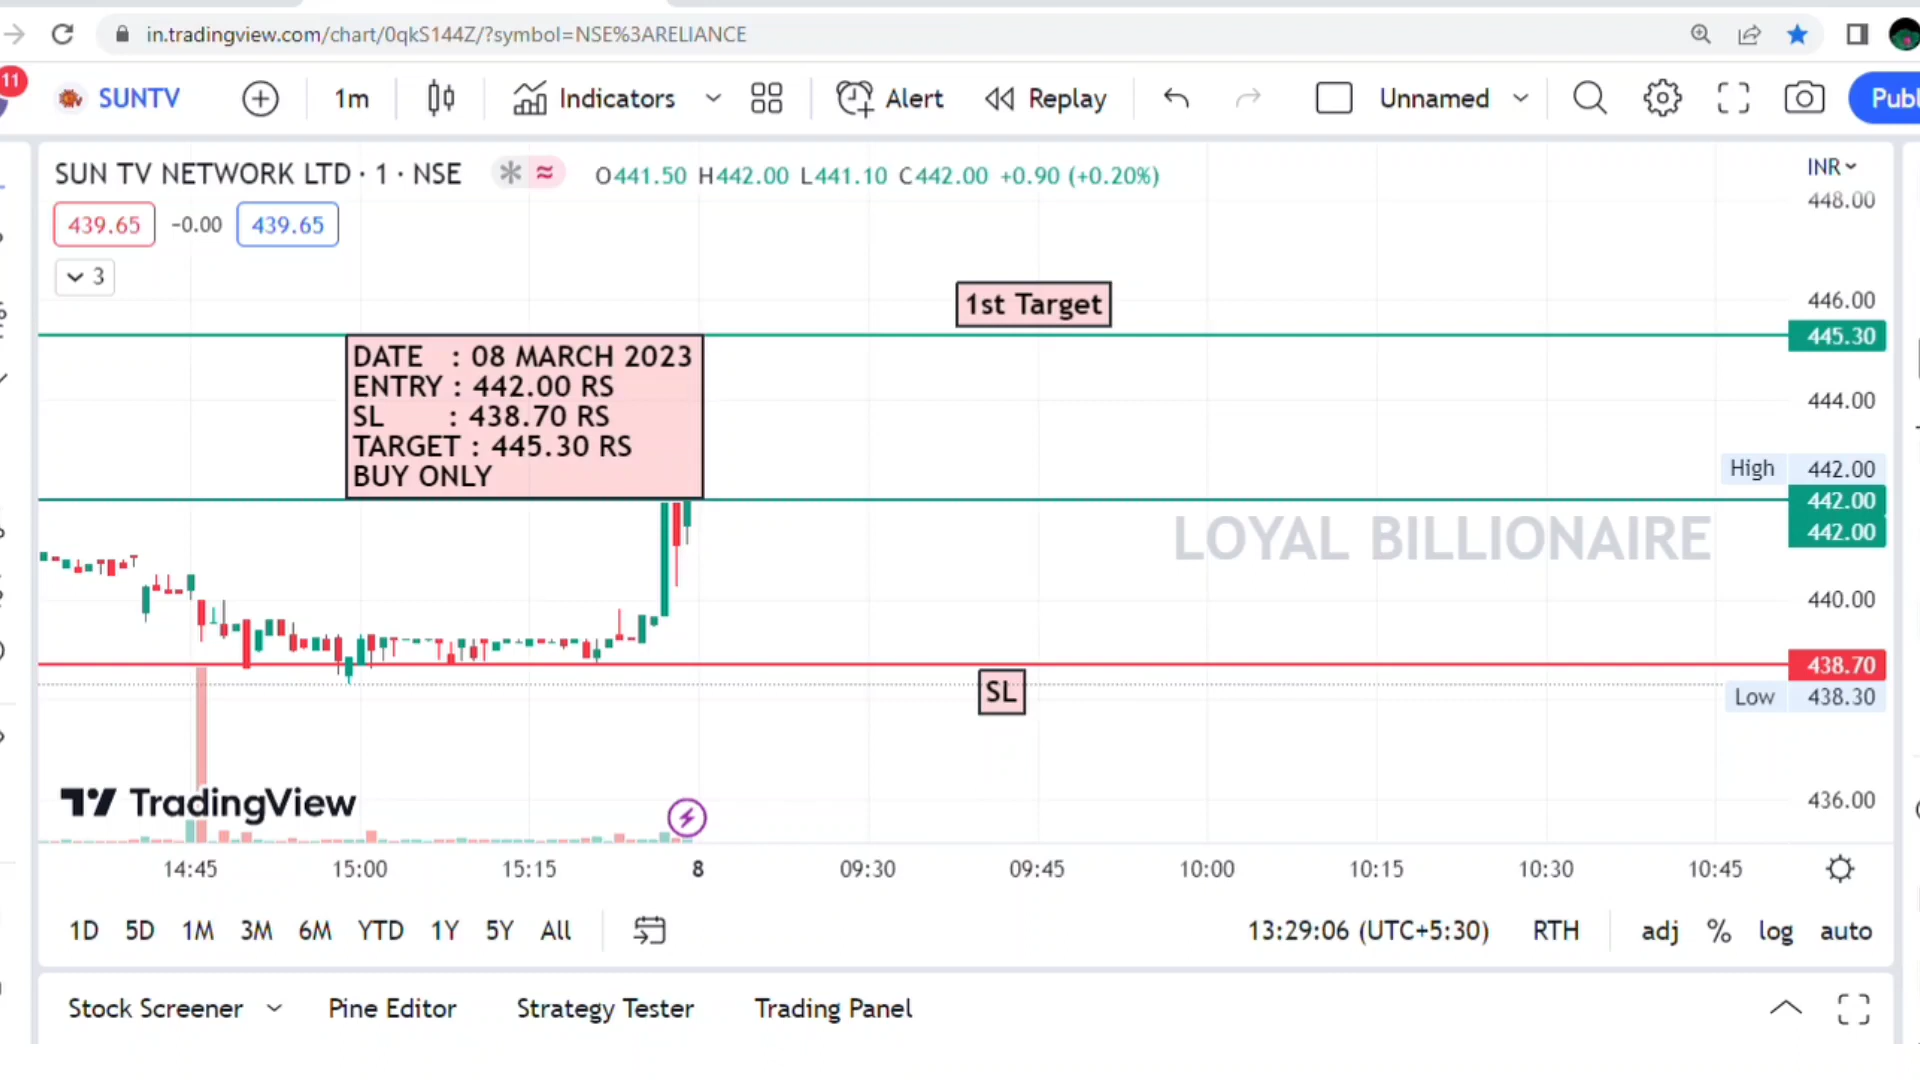 in.tradingview.com/chart/0qkS144Z/?symbol=NSE%3ARELIANCE
11
SUNTV
1m
Indicators
Alert
Replay
Unnamed
Publ
SUN TV NETWORK LTD · 1 · NSE
O441.50 H442.00 L441.10 C442.00 +0.90 (+0.20%)
INR
439.65 −0.00 439.65
3
448.00
446.00
445.30
444.00
High 442.00
442.00
442.00
440.00
438.70
Low 438.30
436.00
1st Target
DATE : 08 MARCH 2023
ENTRY : 442.00 RS
SL : 438.70 RS
TARGET : 445.30 RS
BUY ONLY
LOYAL BILLIONAIRE
SL
TradingView
14:45 15:00 15:15 8 09:30 09:45 10:00 10:15 10:30 10:45
1D 5D 1M 3M 6M YTD 1Y 5Y All
13:29:06 (UTC+5:30) RTH adj % log auto
Stock Screener Pine Editor Strategy Tester Trading Panel